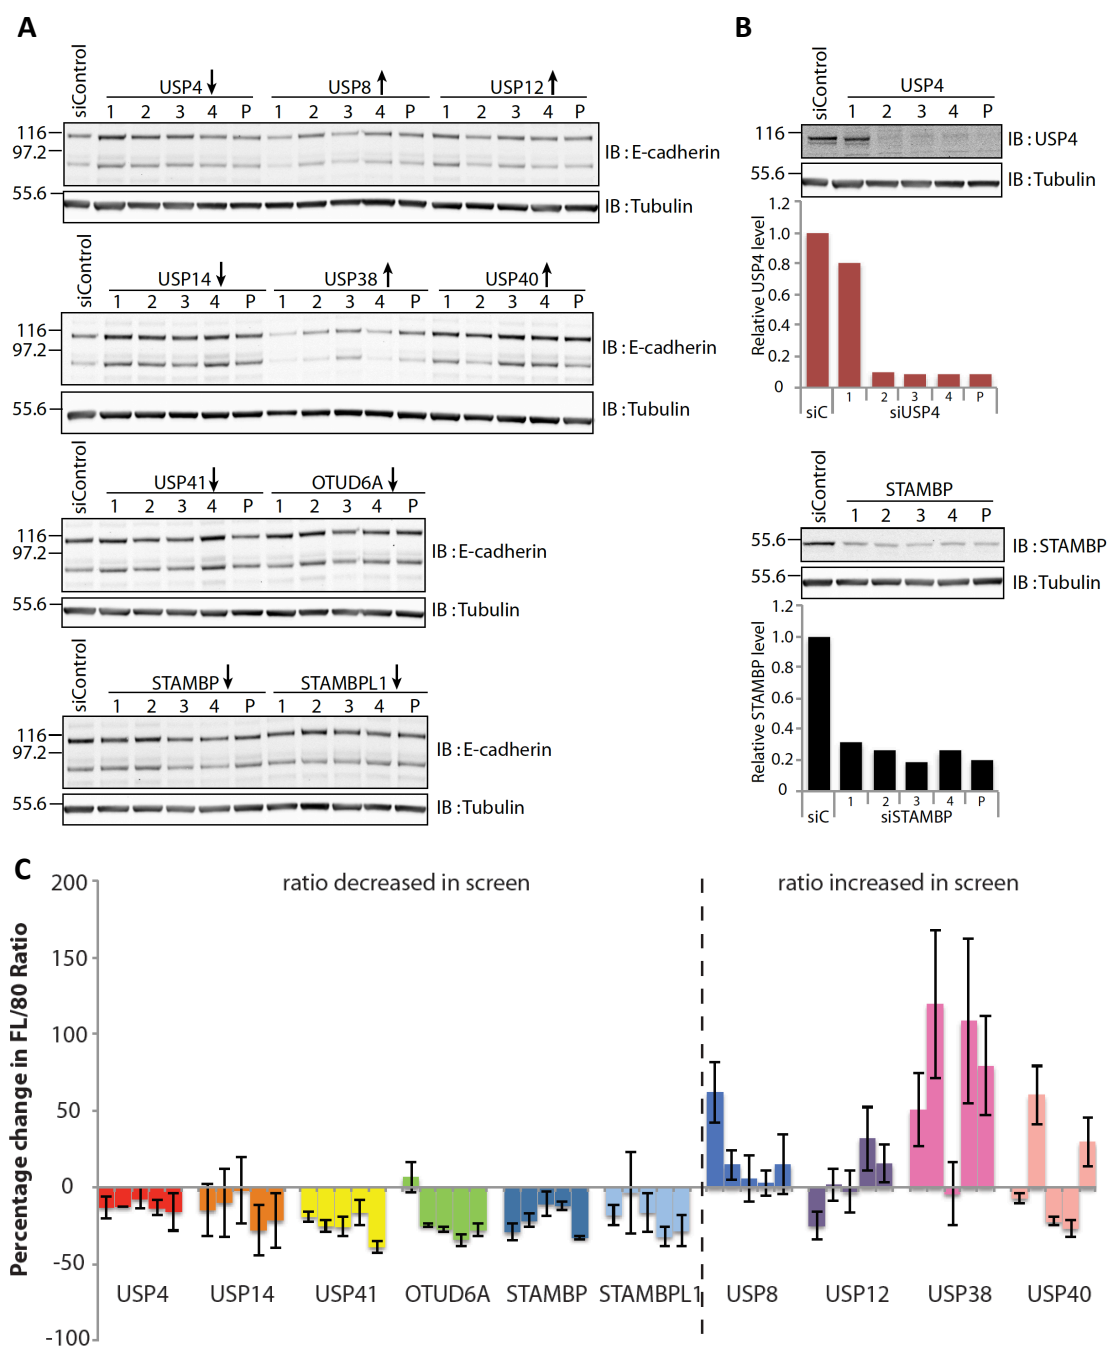 A
siControl
USP4 ↓ USP8 ↑ USP12 ↑
1 2 3 4 P 1 2 3 4 P 1 2 3 4 P
116
97.2
IB : E-cadherin
55.6
IB : Tubulin
siControl
USP14 ↓ USP38 ↑ USP40 ↑
1 2 3 4 P 1 2 3 4 P 1 2 3 4 P
116
97.2
IB : E-cadherin
55.6
IB : Tubulin
siControl
USP41 ↓ OTUD6A ↓
1 2 3 4 P 1 2 3 4 P
116
97.2
IB : E-cadherin
55.6
IB : Tubulin
siControl
STAMBP ↓ STAMBPL1 ↓
1 2 3 4 P 1 2 3 4 P
116
97.2
IB : E-cadherin
55.6
IB : Tubulin
B
siControl
USP4
1 2 3 4 P
116
IB : USP4
55.6
IB : Tubulin
Relative USP4 level
1.2
1.0
0.8
0.6
0.4
0.2
0
1 2 3 4 P
siC siUSP4
siControl
STAMBP
1 2 3 4 P
55.6
IB : STAMBP
55.6
IB : Tubulin
Relative STAMBP level
1.2
1.0
0.8
0.6
0.4
0.2
0
1 2 3 4 P
siC siSTAMBP
C
Percentage change in FL/80 Ratio
200
150
100
50
0
-50
-100
ratio decreased in screen ratio increased in screen
USP4 USP14 USP41 OTUD6A STAMBP STAMBPL1 USP8 USP12 USP38 USP40